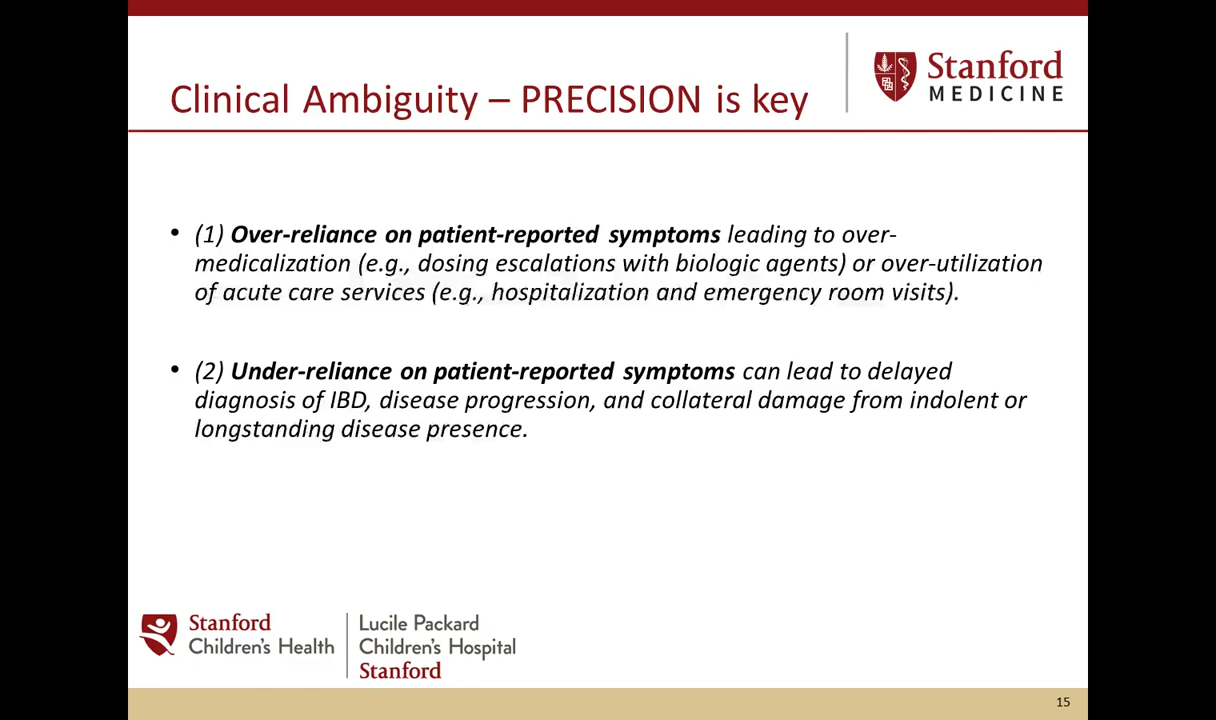 Clinical Ambiguity – PRECISION is key
Stanford
MEDICINE
• (1) Over-reliance on patient-reported symptoms leading to over-
medicalization (e.g., dosing escalations with biologic agents) or over-utilization
of acute care services (e.g., hospitalization and emergency room visits).
• (2) Under-reliance on patient-reported symptoms can lead to delayed
diagnosis of IBD, disease progression, and collateral damage from indolent or
longstanding disease presence.
Stanford
Children's Health
Lucile Packard
Children's Hospital
Stanford
15